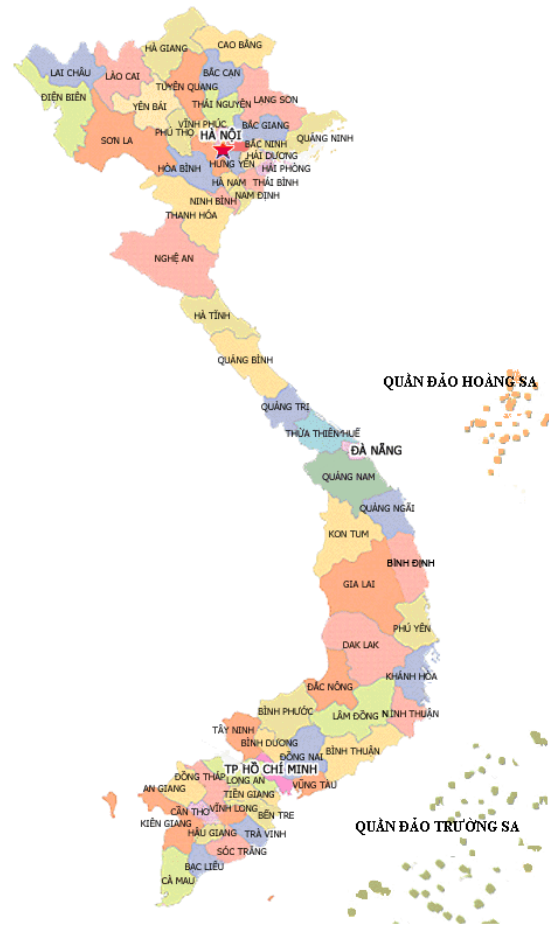 HÀ GIANG
CAO BẰNG
LAI CHÂU
LÀO CAI
BẮC CẠN
TUYÊN QUANG
ĐIỆN BIÊN
YÊN BÁI
THÁI NGUYÊN
LẠNG SƠN
VĨNH PHÚC
BẮC GIANG
PHÚ THỌ
HÀ NỘI
QUẢNG NINH
SƠN LA
BẮC NINH
HẢI DƯƠNG
HÒA BÌNH
HƯNG YÊN
HẢI PHÒNG
HÀ NAM
THÁI BÌNH
NINH BÌNH
NAM ĐỊNH
THANH HÓA
NGHỆ AN
HÀ TĨNH
QUẢNG BÌNH
QUẦN ĐẢO HOÀNG SA
QUẢNG TRỊ
THỪA THIÊN/HUẾ
ĐÀ NẴNG
QUẢNG NAM
QUẢNG NGÃI
KON TUM
BÌNH ĐỊNH
GIA LAI
PHÚ YÊN
DAK LAK
KHÁNH HÒA
ĐẮC NÔNG
BÌNH PHƯỚC
LÂM ĐỒNG
NINH THUẬN
TÂY NINH
BÌNH DƯƠNG
BÌNH THUẬN
ĐỒNG NAI
TP HỒ CHÍ MINH
ĐỒNG THÁP
LONG AN
VŨNG TÀU
AN GIANG
TIỀN GIANG
CẦN THƠ
VĨNH LONG
BẾN TRE
KIÊN GIANG
HẬU GIANG
TRÀ VINH
QUẦN ĐẢO TRƯỜNG SA
SÓC TRĂNG
BẠC LIÊU
CÀ MAU